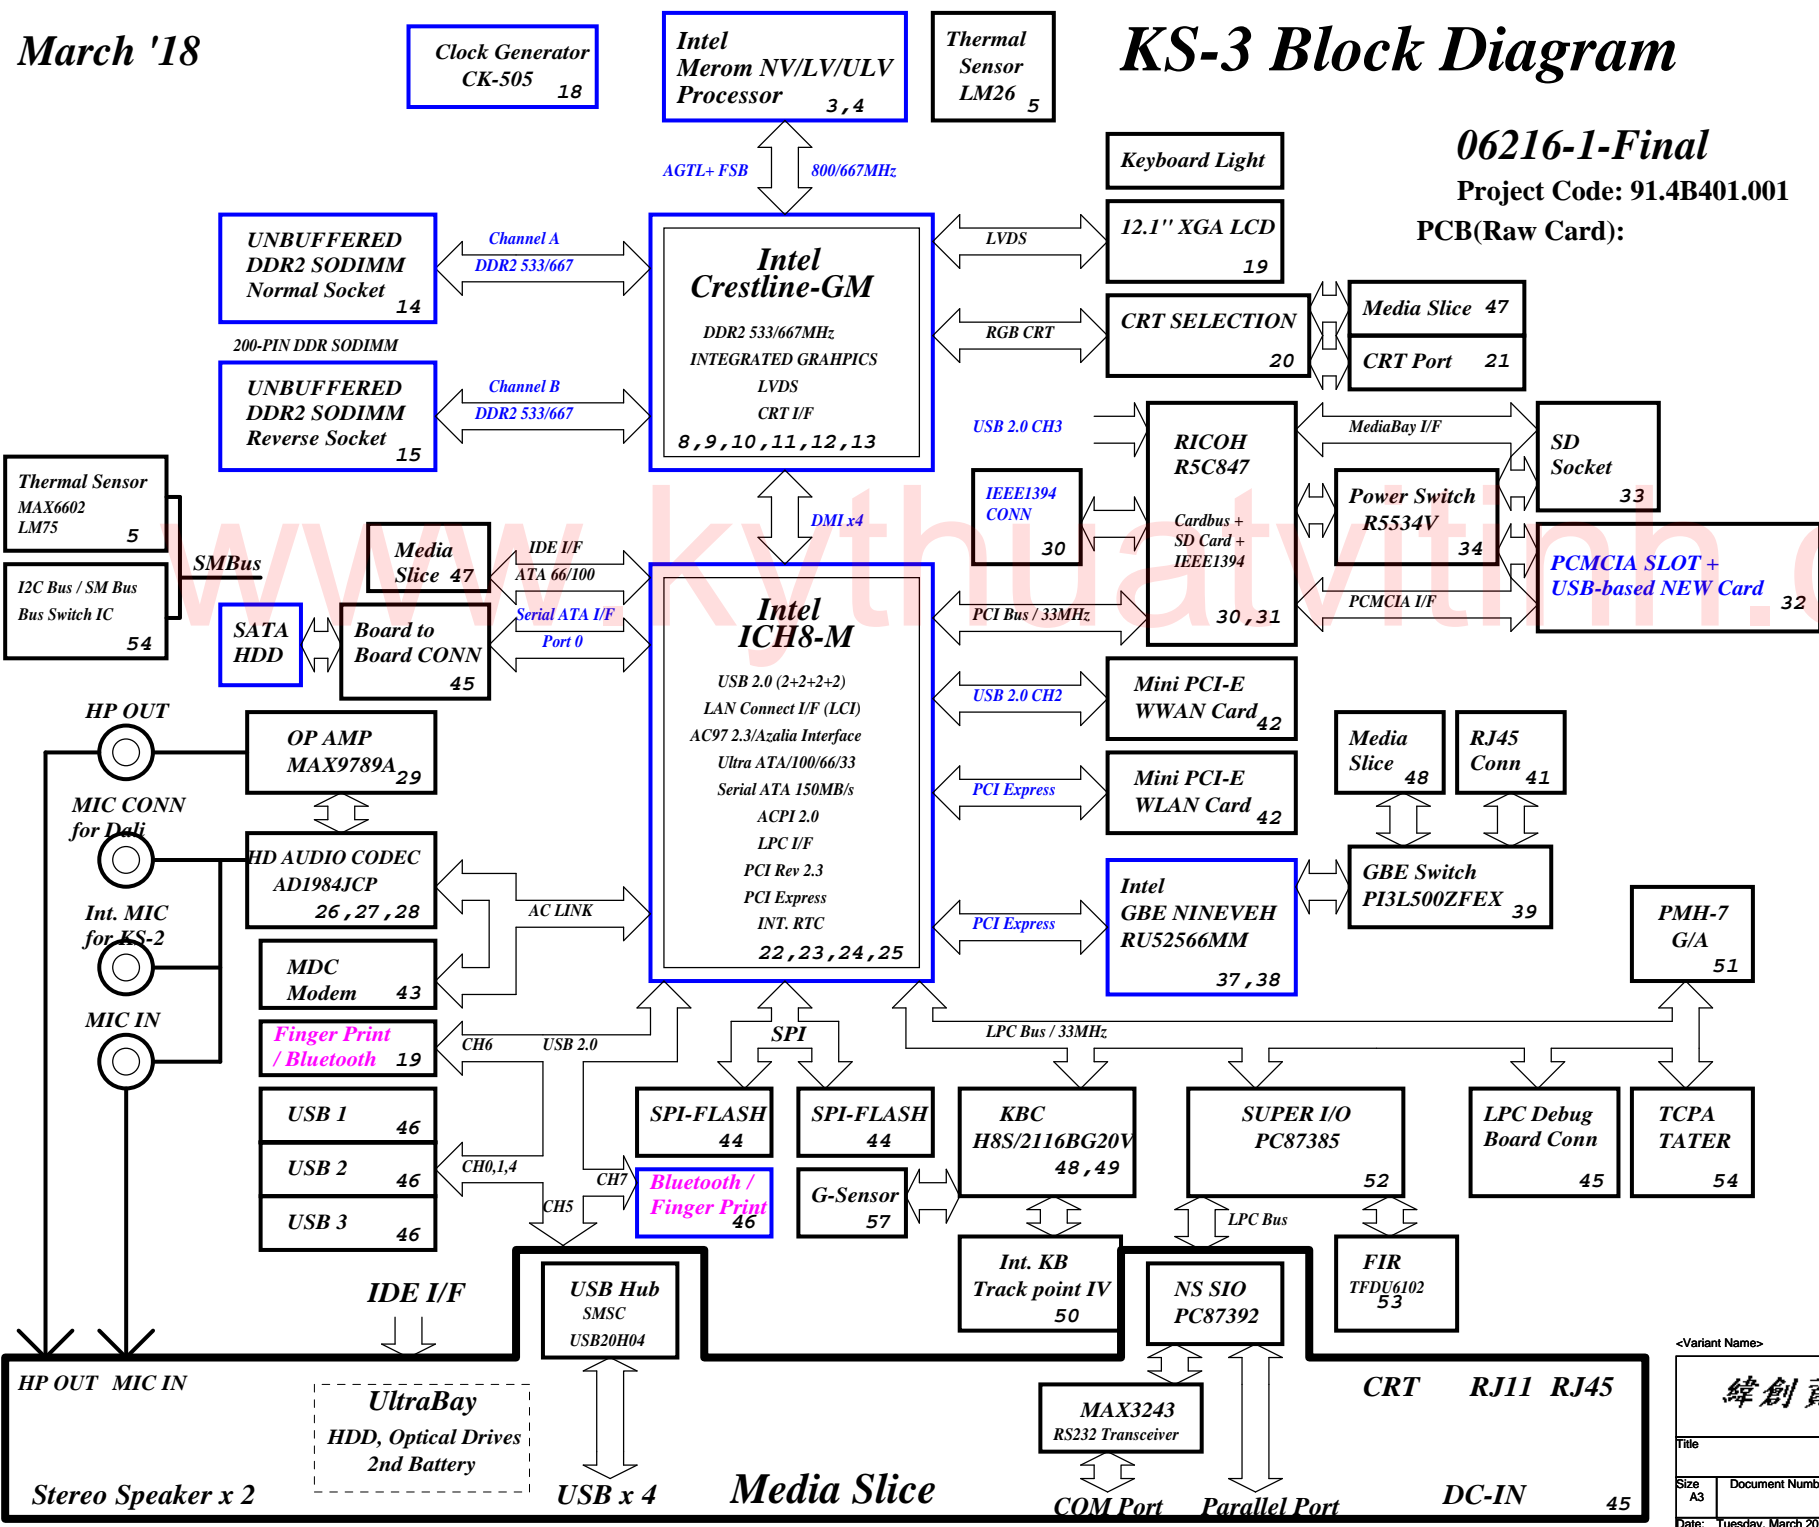 March '18
KS-3 Block Diagram
06216-1-Final
Project Code: 91.4B401.001
PCB(Raw Card):
Clock Generator
CK-505
18
Intel
Merom NV/LV/ULV
Processor
3,4
Thermal
Sensor
LM26
5
AGTL+ FSB
800/667MHz
Keyboard Light
UNBUFFERED
DDR2 SODIMM
Normal Socket
14
Channel A
DDR2 533/667
200-PIN DDR SODIMM
UNBUFFERED
DDR2 SODIMM
Reverse Socket
15
Channel B
DDR2 533/667
Intel
Crestline-GM
DDR2 533/667MHz
INTEGRATED GRAHPICS
LVDS
CRT I/F
8,9,10,11,12,13
LVDS
12.1" XGA LCD
19
RGB CRT
CRT SELECTION
20
Media Slice 47
CRT Port 21
USB 2.0 CH3
RICOH
R5C847
Cardbus +
SD Card +
IEEE1394
30,31
IEEE1394
CONN
30
MediaBay I/F
SD
Socket
33
Power Switch
R5534V
34
PCMCIA I/F
PCMCIA SLOT +
USB-based NEW Card
32
www.kythuatvitinh.c
Thermal Sensor
MAX6602
LM75
5
I2C Bus / SM Bus
Bus Switch IC
54
SMBus
DMI x4
Media
Slice 47
IDE I/F
ATA 66/100
SATA
HDD
Board to
Board CONN
45
Serial ATA I/F
Port 0
Intel
ICH8-M
USB 2.0 (2+2+2+2)
LAN Connect I/F (LCI)
AC97 2.3/Azalia Interface
Ultra ATA/100/66/33
Serial ATA 150MB/s
ACPI 2.0
LPC I/F
PCI Rev 2.3
PCI Express
INT. RTC
22,23,24,25
PCI Bus / 33MHz
USB 2.0 CH2
Mini PCI-E
WWAN Card
42
PCI Express
Mini PCI-E
WLAN Card
42
PCI Express
Intel
GBE NINEVEH
RU52566MM
37,38
Media
Slice
48
RJ45
Conn
41
GBE Switch
PI3L500ZFEX
39
PMH-7
G/A
51
HP OUT
OP AMP
MAX9789A
29
MIC CONN
for Dali
HD AUDIO CODEC
AD1984JCP
26,27,28
Int. MIC
for KS-2
AC LINK
MDC
Modem
43
MIC IN
Finger Print
/ Bluetooth
19
CH6
USB 2.0
SPI
LPC Bus / 33MHz
USB 1
46
USB 2
46
USB 3
46
CH0,1,4
CH5
CH7
SPI-FLASH
44
SPI-FLASH
44
Bluetooth /
Finger Print
46
KBC
H8S/2116BG20V
48,49
G-Sensor
57
SUPER I/O
PC87385
52
LPC Debug
Board Conn
45
TCPA
TATER
54
Int. KB
Track point IV
50
LPC Bus
NS SIO
PC87392
FIR
TFDU6102
53
IDE I/F
USB Hub
SMSC
USB20H04
HP OUT MIC IN
UltraBay
HDD, Optical Drives
2nd Battery
Stereo Speaker x 2
USB x 4
Media Slice
MAX3243
RS232 Transceiver
COM Port
Parallel Port
CRT RJ11 RJ45
DC-IN
45
<Variant Name>
緯創
Title
Size
A3
Document Numb
Date: Tuesday, March 20